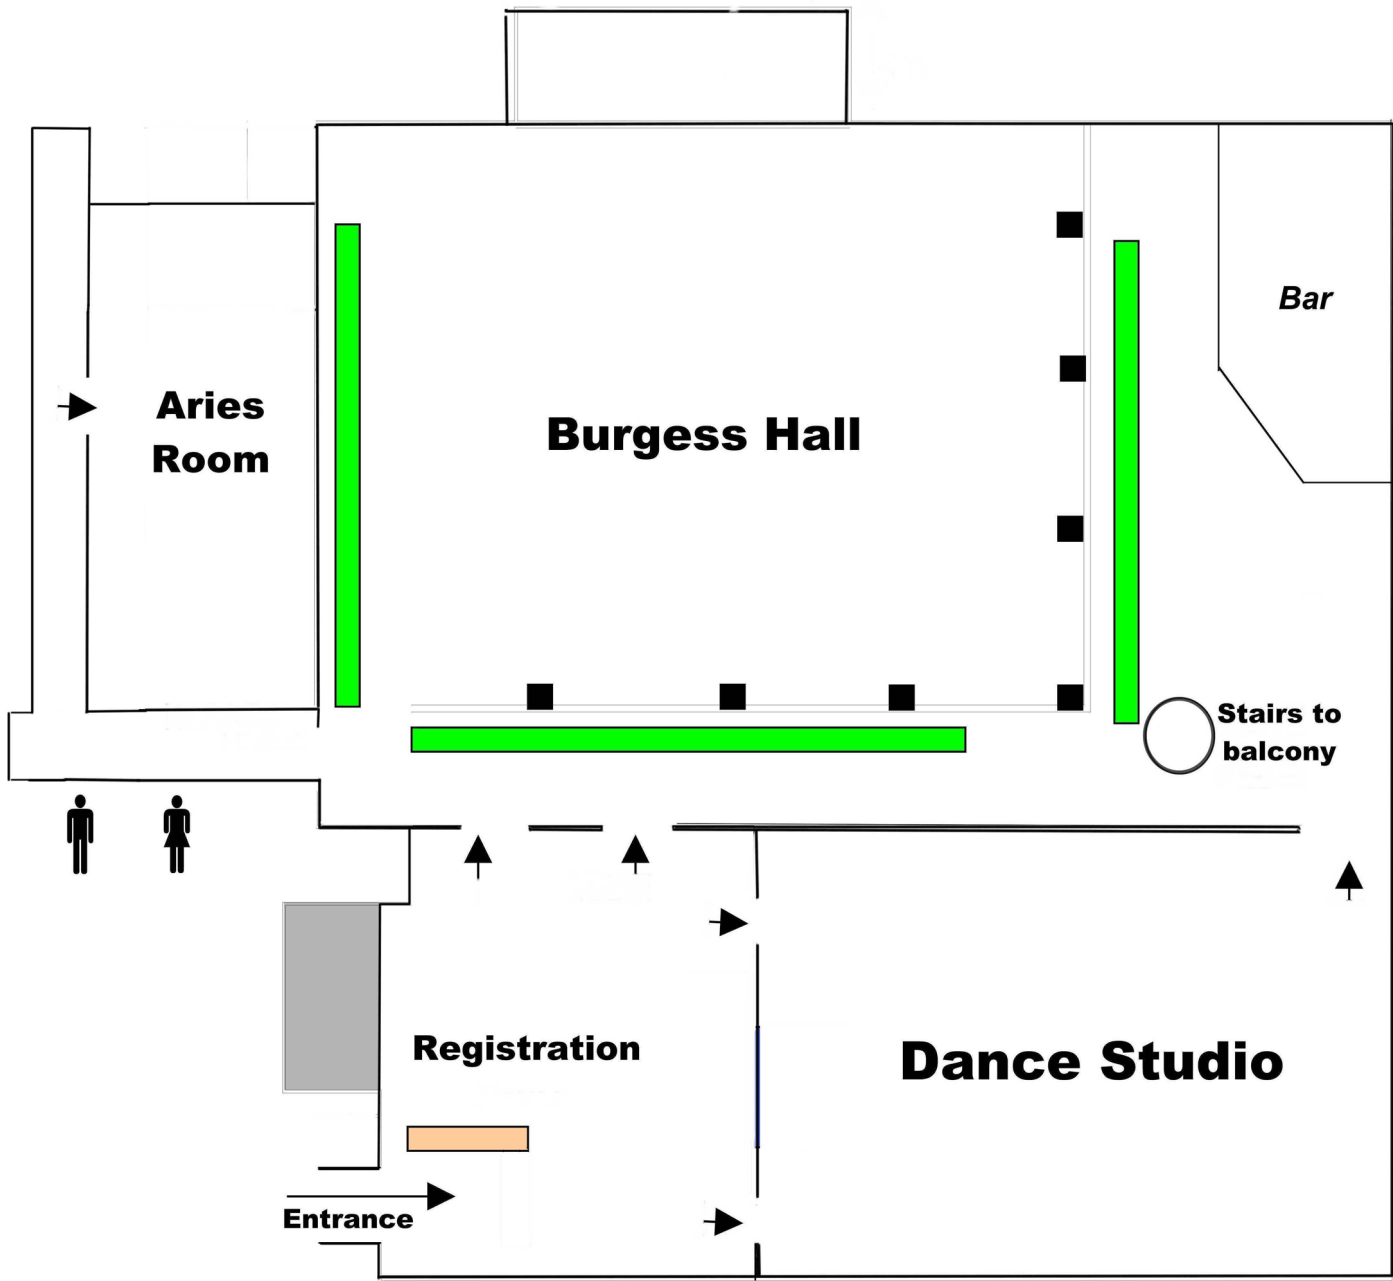 Bar
Aries
Room
Burgess Hall
Stairs to
balcony
Registration
Dance Studio
Entrance